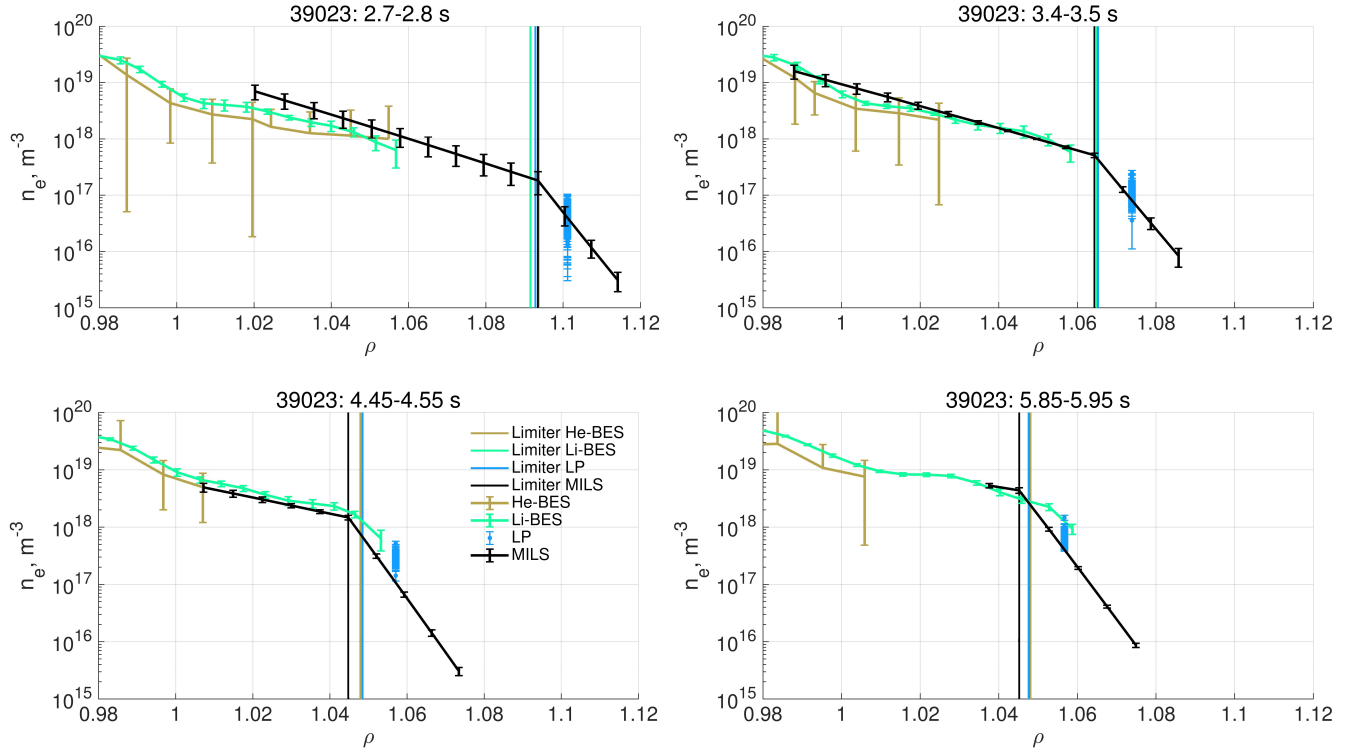 39023: 2.7-2.8 s
10^20
10^19
10^18
10^17
10^16
10^15
n_e, m^-3
0.98 1 1.02 1.04 1.06 1.08 1.1 1.12
ρ
39023: 3.4-3.5 s
10^20
10^19
10^18
10^17
10^16
10^15
n_e, m^-3
0.98 1 1.02 1.04 1.06 1.08 1.1 1.12
ρ
39023: 4.45-4.55 s
10^20
10^19
10^18
10^17
10^16
10^15
n_e, m^-3
0.98 1 1.02 1.04 1.06 1.08 1.1 1.12
ρ
Limiter He-BES
Limiter Li-BES
Limiter LP
Limiter MILS
He-BES
Li-BES
LP
MILS
39023: 5.85-5.95 s
10^20
10^19
10^18
10^17
10^16
10^15
n_e, m^-3
0.98 1 1.02 1.04 1.06 1.08 1.1 1.12
ρ